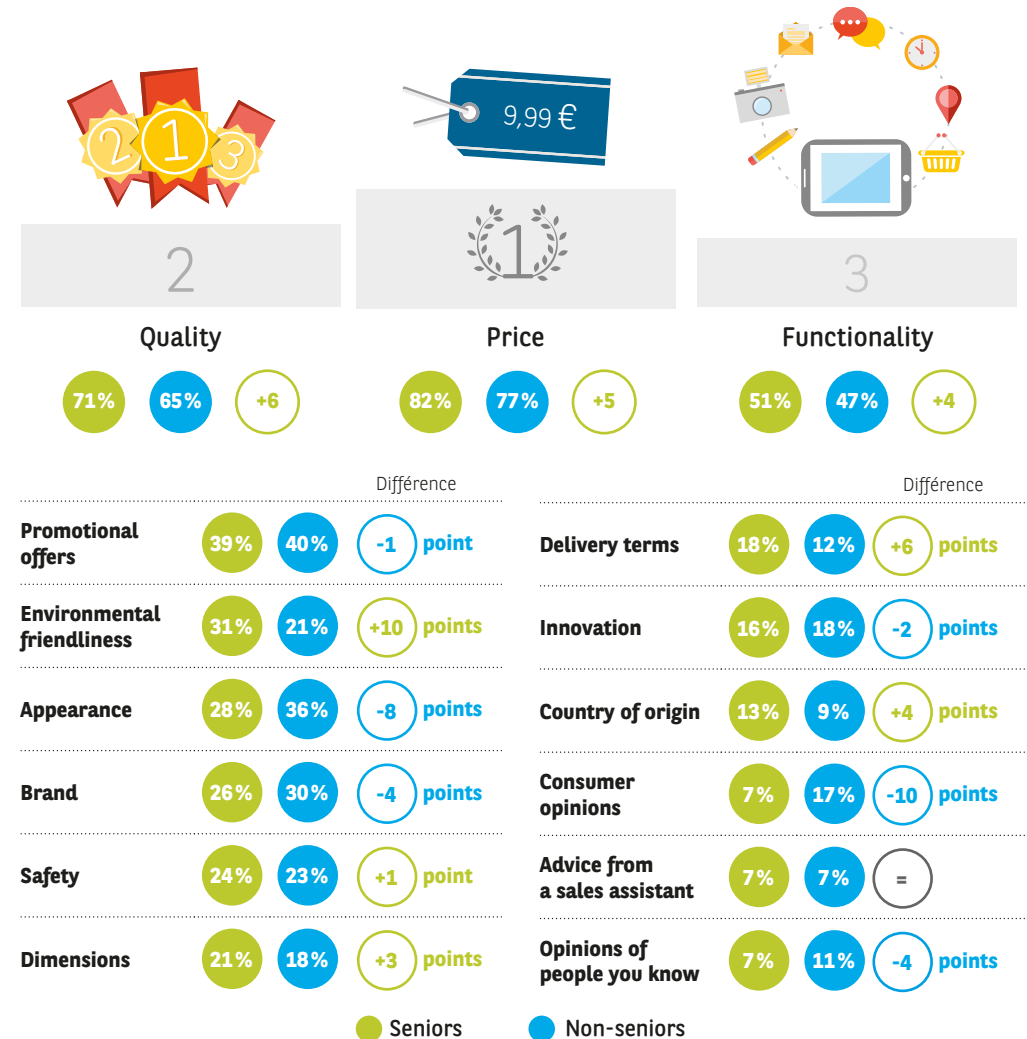 2 1 3
9,99 €
2
1
3
Quality
Price
Functionality
71% 65% +6
82% 77% +5
51% 47% +4
Différence
Promotional
offers
39% 40% -1 point
Environmental
friendliness
31% 21% +10 points
Appearance 28% 36% -8 points
Brand 26% 30% -4 points
Safety 24% 23% +1 point
Dimensions 21% 18% +3 points
Différence
Delivery terms 18% 12% +6 points
Innovation 16% 18% -2 points
Country of origin 13% 9% +4 points
Consumer
opinions
7% 17% -10 points
Advice from
a sales assistant
7% 7% =
Opinions of
people you know
7% 11% -4 points
Seniors Non-seniors